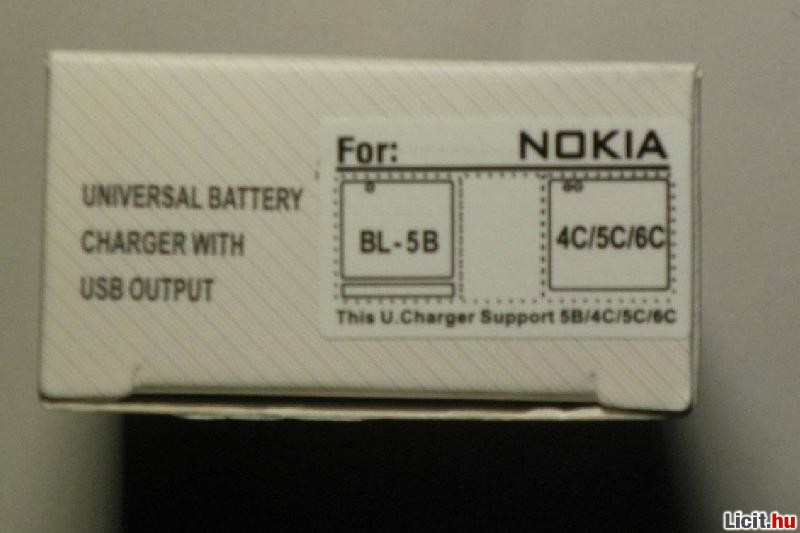 UNIVERSAL BATTERY
CHARGER WITH
USB OUTPUT
For: NOKIA
BL-5B
4C/5C/6C
This U.Charger Support 5B/4C/5C/6C
Licit.hu